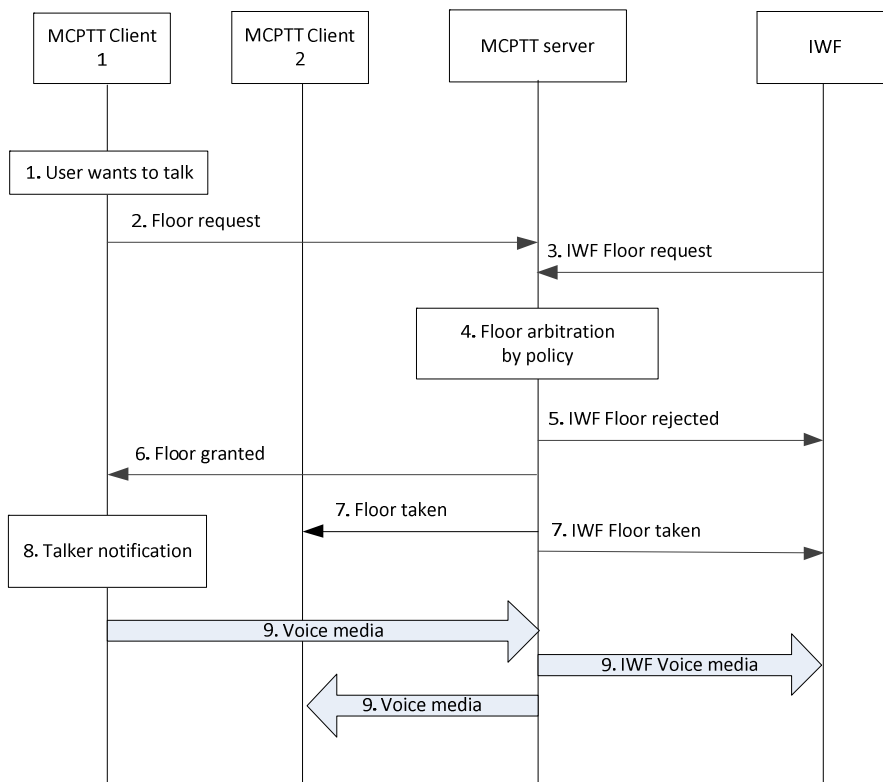 MCPTT Client
1
MCPTT Client
2
MCPTT server
IWF
1. User wants to talk
2. Floor request
3. IWF Floor request
4. Floor arbitration
by policy
5. IWF Floor rejected
6. Floor granted
7. Floor taken
7. IWF Floor taken
8. Talker notification
9. Voice media
9. IWF Voice media
9. Voice media